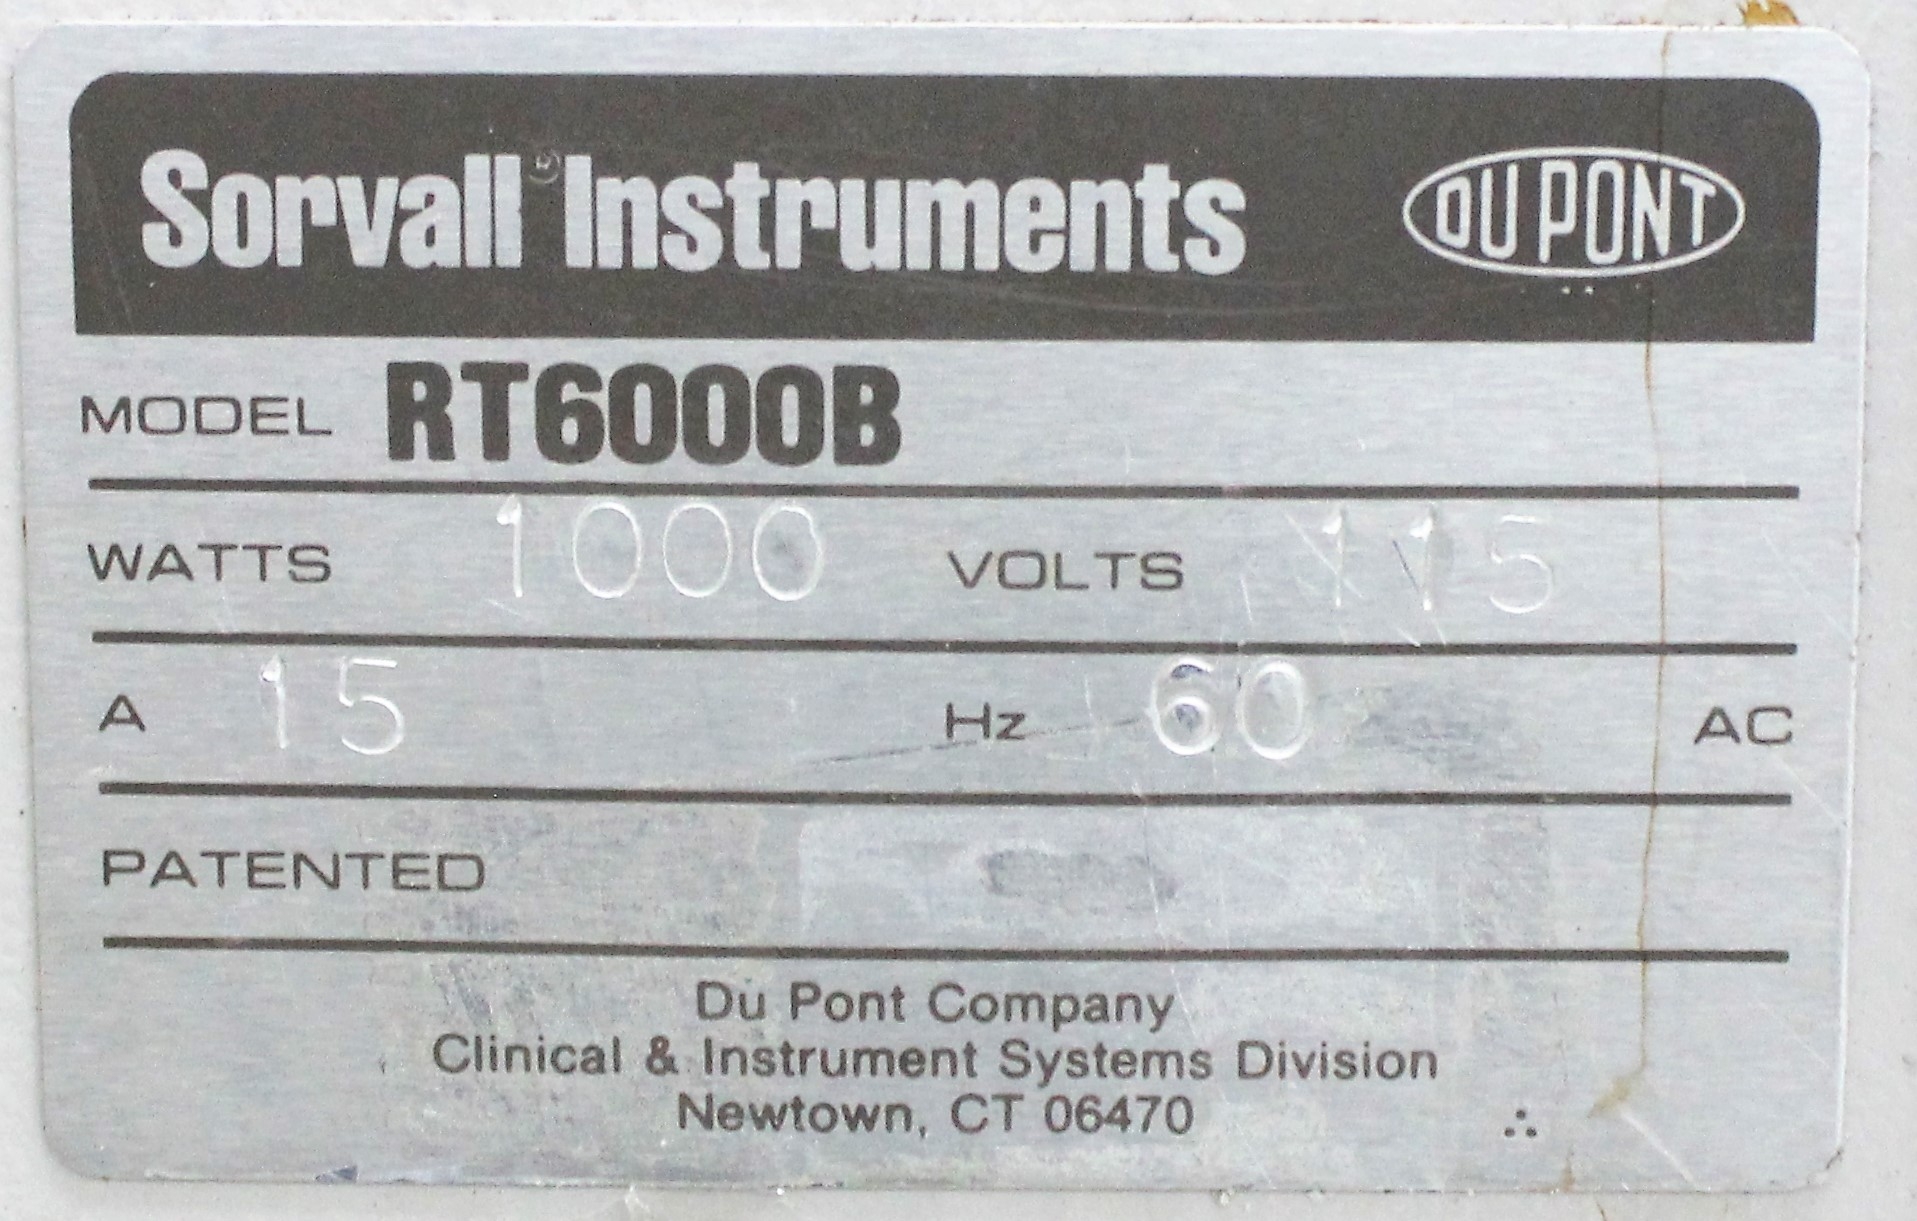 Sorvall® Instruments DU PONT
MODEL RT6000B
WATTS 1000 VOLTS 115
A 15 Hz 60 AC
PATENTED
Du Pont Company
Clinical & Instrument Systems Division
Newtown, CT 06470